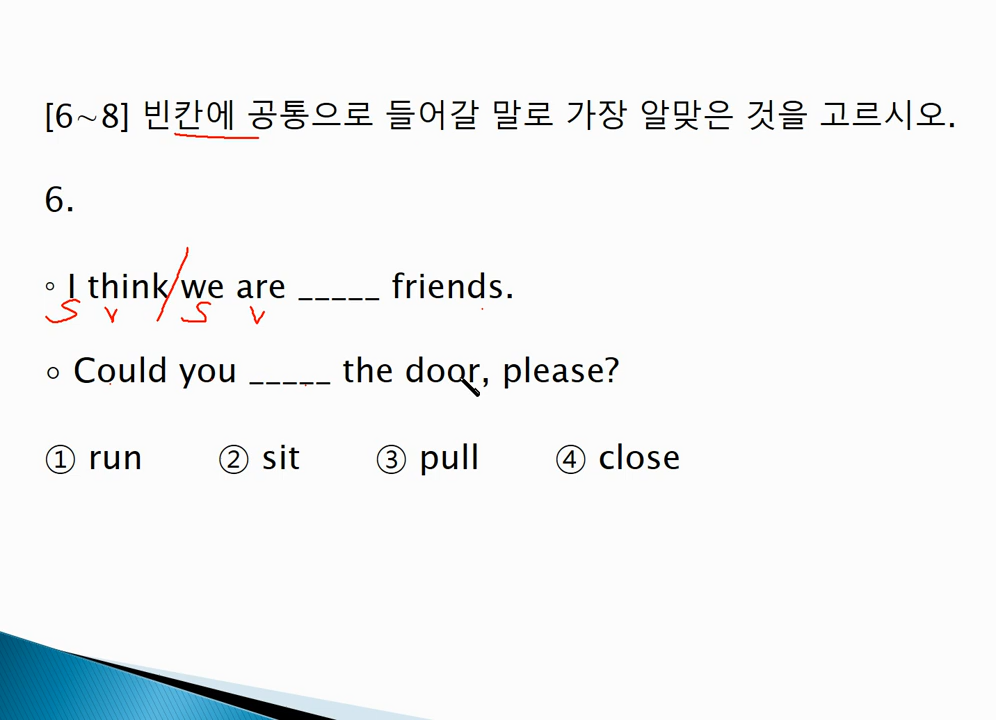 [6~8] 빈칸에 공통으로 들어갈 말로 가장 알맞은 것을 고르시오.
6.
◦ I think/we are _____ friends.
S V S V
◦ Could you _____ the door, please?
① run ② sit ③ pull ④ close